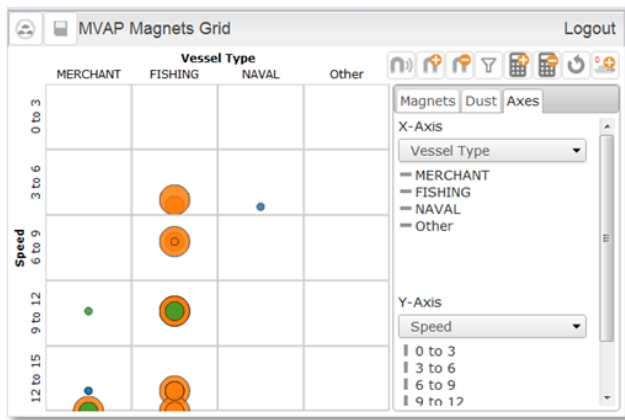 MVAP Magnets Grid
Logout
Vessel Type
MERCHANT FISHING NAVAL Other
Speed
0 to 3
3 to 6
6 to 9
9 to 12
12 to 15
Magnets Dust Axes
X-Axis
Vessel Type
MERCHANT
FISHING
NAVAL
Other
Y-Axis
Speed
0 to 3
3 to 6
6 to 9
9 to 12